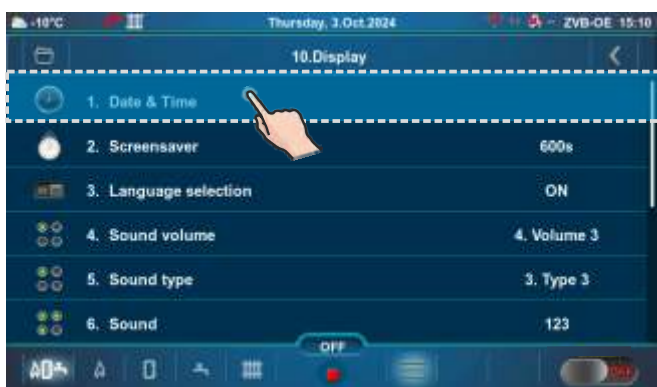 -10°C Thursday, 3.Oct.2024 ZVB-OE 15:10
10.Display
1. Date & Time
2. Screensaver 600s
3. Language selection ON
4. Sound volume 4. Volume 3
5. Sound type 3. Type 3
6. Sound 123
OFF